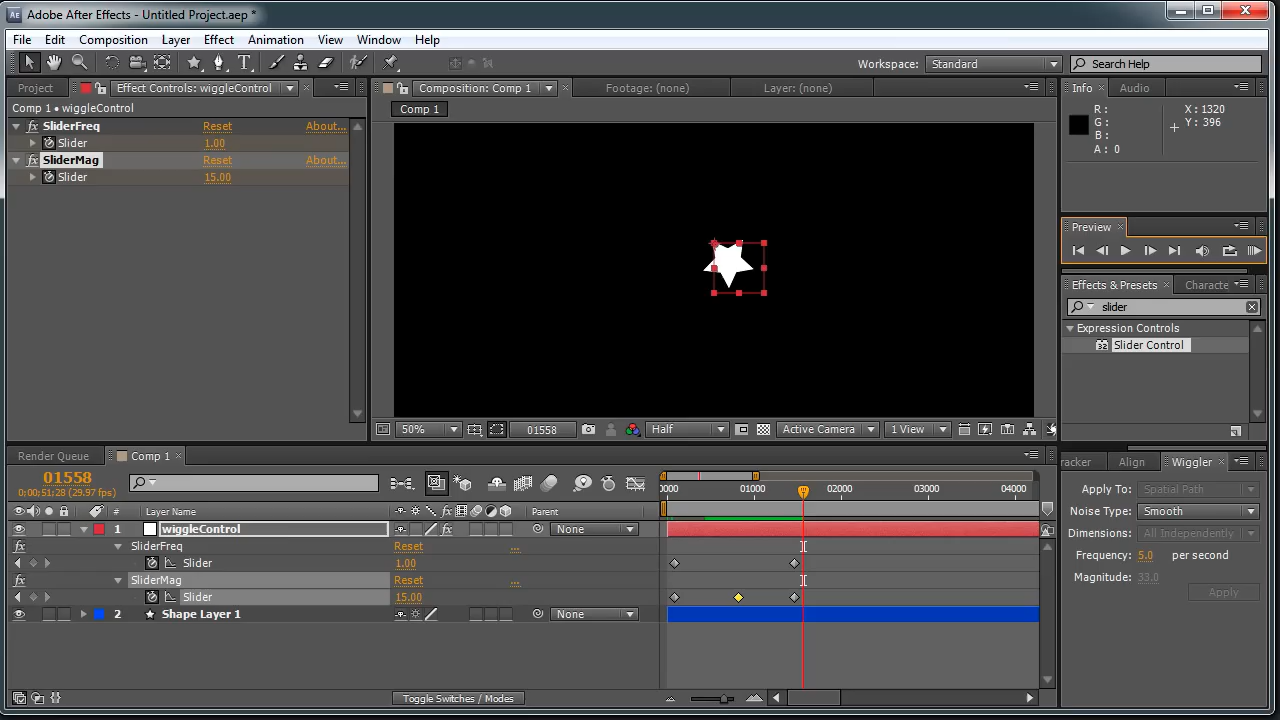 Adobe After Effects - Untitled Project.aep *
File Edit Composition Layer Effect Animation View Window Help
Workspace: Standard Search Help
Project Effect Controls: wiggleControl Composition: Comp 1 Footage: (none) Layer: (none) Info Audio
Comp 1 • wiggleControl Comp 1
R: X: 1320
G: Y: 396
B:
A: 0
SliderFreq Reset About...
Slider 1.00
SliderMag Reset About...
Slider 15.00
Preview
Effects & Presets Characte
slider
Expression Controls
32 Slider Control
50% 01558 Half Active Camera 1 View
Render Queue Comp 1 racker Align Wiggler
01558
0;00;51;28 (29.97 fps)
0000 01000 02000 03000 04000
# Layer Name Parent
1 wiggleControl None
SliderFreq Reset ...
Slider 1.00
SliderMag Reset ...
Slider 15.00
2 Shape Layer 1 None
Apply To: Spatial Path
Noise Type: Smooth
Dimensions: All Independently
Frequency: 5.0 per second
Magnitude: 33.0
Apply
Toggle Switches / Modes